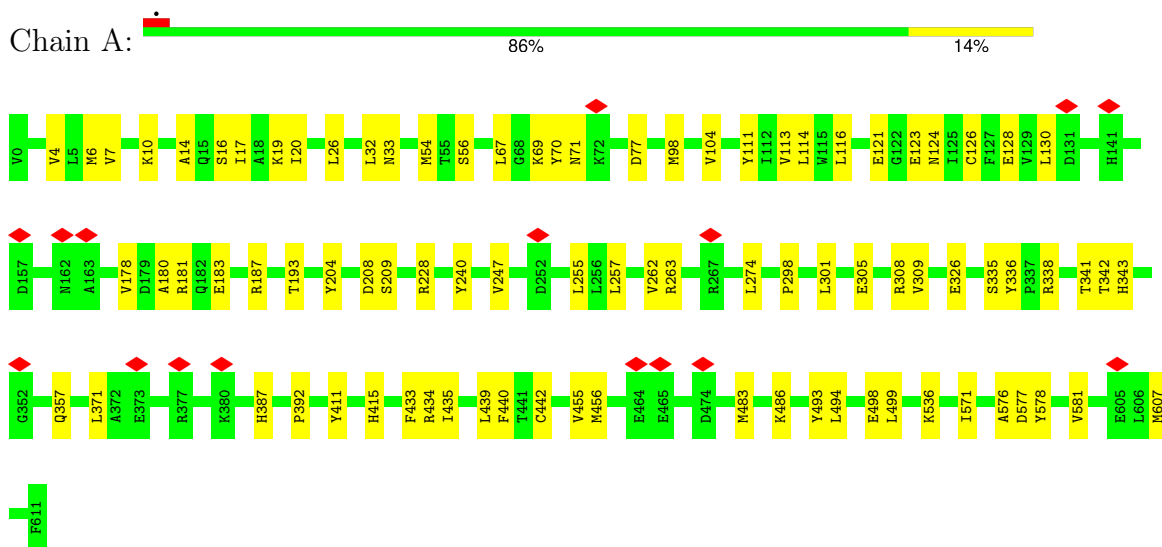 Chain A:
86% 14%
V0 V4 L5 M6 V7 K10 A14 Q15 S16 I17 A18 K19 I20 L26 L32 N33 M54 T55 S56 L67 G68 K69 Y70 N71 K72 D77 M98 V104 Y111 I112 V113 L114 W115 L116 E121 G122 E123 N124 I125 C126 F127 E128 V129 L130 D131 H141
D157 N162 A163 V178 D179 A180 R181 Q182 E183 R187 T193 Y204 D208 S209 R228 Y240 V247 D252 L255 L256 L257 V262 R263 R267 L274 P298 L301 E305 R308 V309 E326 S335 Y336 P337 R338 T341 T342 H343
G352 Q357 L371 A372 E373 R377 K380 H387 P392 Y411 H415 F433 R434 I435 L439 F440 T441 C442 V455 M456 E464 E465 D474 M483 K486 Y493 L494 E498 L499 K536 I571 A576 D577 Y578 V581 E605 L606 M607
F611